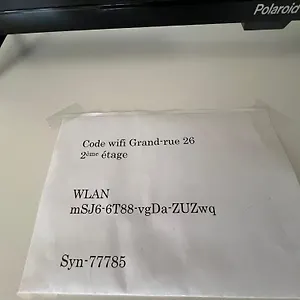 Polaroid
Code wifi Grand-rue 26
2ème étage
WLAN
mSJ6-6T88-vgDa-ZUZwq
Syn-77785